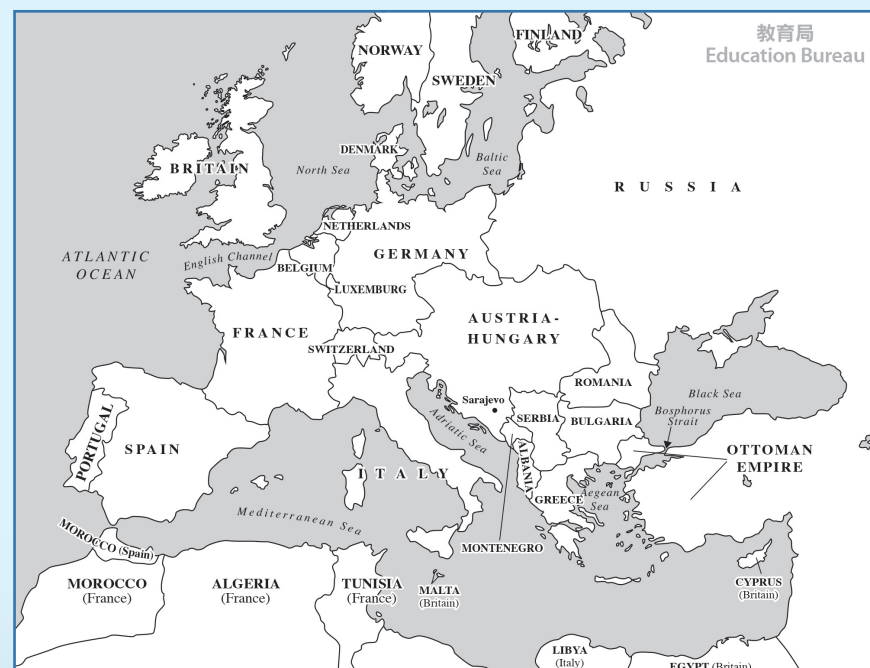 教育局
Education Bureau
FINLAND
NORWAY
SWEDEN
DENMARK
BRITAIN
North Sea
Baltic
Sea
RUSSIA
NETHERLANDS
ATLANTIC
OCEAN
English Channel
GERMANY
BELGIUM
LUXEMBURG
AUSTRIA-
HUNGARY
FRANCE
SWITZERLAND
ROMANIA
Black Sea
Sarajevo
Bosphorus
Strait
SERBIA
BULGARIA
Adriatic Sea
PORTUGAL
SPAIN
ITALY
ALBANIA
OTTOMAN
EMPIRE
GREECE
Aegean
Sea
Mediterranean Sea
MOROCCO (Spain)
MONTENEGRO
MOROCCO
(France)
ALGERIA
(France)
TUNISIA
(France)
MALTA
(Britain)
CYPRUS
(Britain)
LIBYA
(Italy)
EGYPT (Britain)